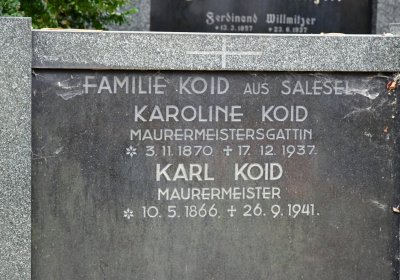 Ferdinand Willmitzer
FAMILIE KOID AUS SALESEL
KAROLINE KOID
MAURERMEISTERSGATTIN
✲ 3. 11. 1870 ✝ 17. 12. 1937.
KARL KOID
MAURERMEISTER
✲ 10. 5. 1866. ✝ 26. 9. 1941.